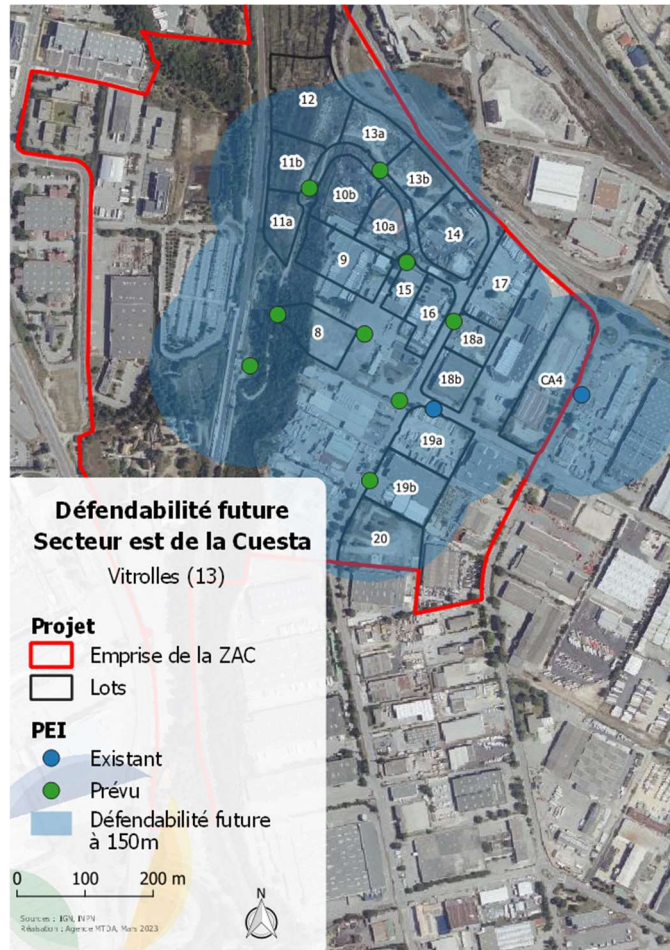 12
13a
11b
13b
10b
11a
10a
14
9
17
15
16
8
18a
18b
CA4
19a
19b
20
Défendabilité future
Secteur est de la Cuesta
Vitrolles (13)
Projet
Emprise de la ZAC
Lots
PEI
Existant
Prévu
Défendabilité future
à 150m
0 100 200 m
N
Sources : IGN, INPN
Réalisation : Agence MTDA, Mars 2023